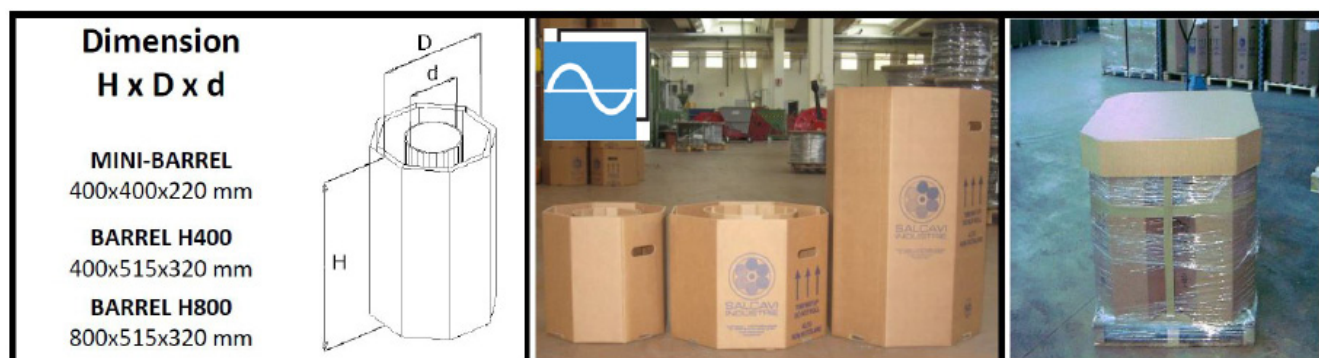 Dimension
H x D x d
MINI-BARREL
400x400x220 mm
BARREL H400
400x515x320 mm
BARREL H800
800x515x320 mm
D
d
H
SALCAVI
INDUSTRIE
SALCAVI
INDUSTRIE